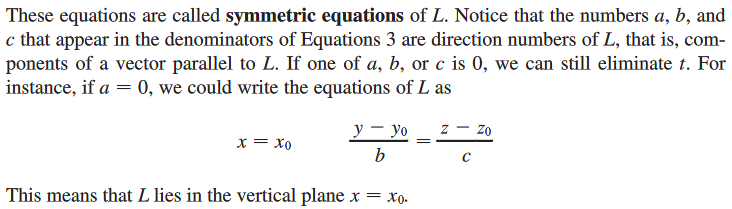 These equations are called symmetric equations of L. Notice that the numbers a, b, and
c that appear in the denominators of Equations 3 are direction numbers of L, that is, com-
ponents of a vector parallel to L. If one of a, b, or c is 0, we can still eliminate t. For
instance, if a = 0, we could write the equations of L as
x = x₀ (y − y₀)/b = (z − z₀)/c
This means that L lies in the vertical plane x = x₀.